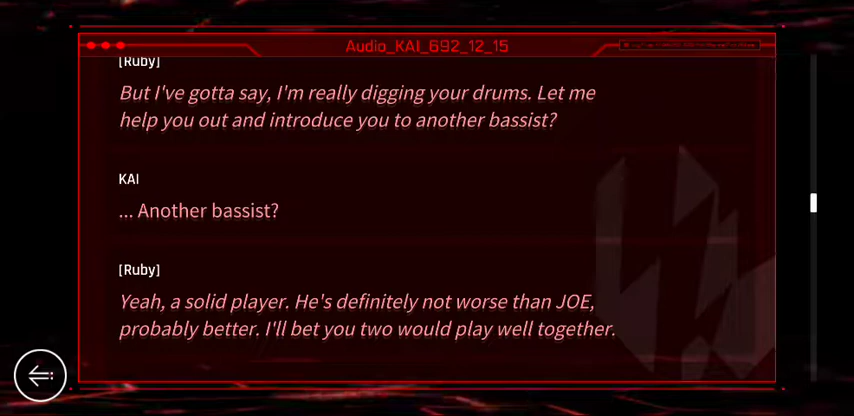 Audio_KAI_692_12_15
[Ruby]
But I've gotta say, I'm really digging your drums. Let me
help you out and introduce you to another bassist?
KAI
... Another bassist?
[Ruby]
Yeah, a solid player. He's definitely not worse than JOE,
probably better. I'll bet you two would play well together.